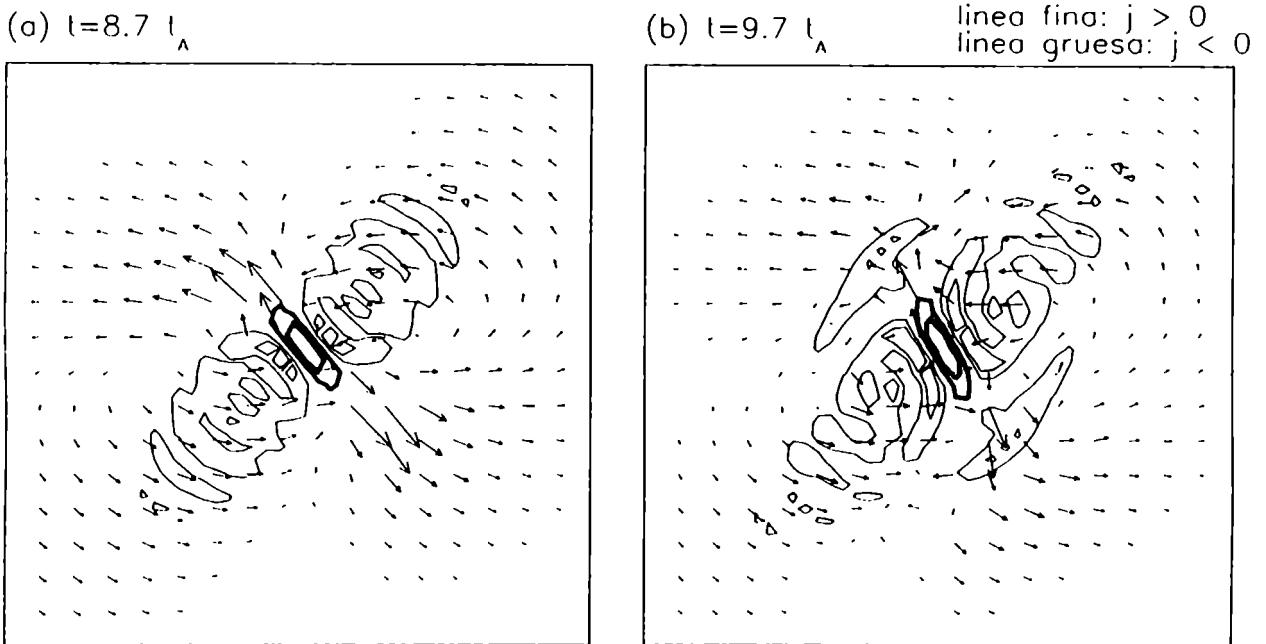 (a) t=8.7 t_A
(b) t=9.7 t_A
linea fina: j > 0
linea gruesa: j < 0